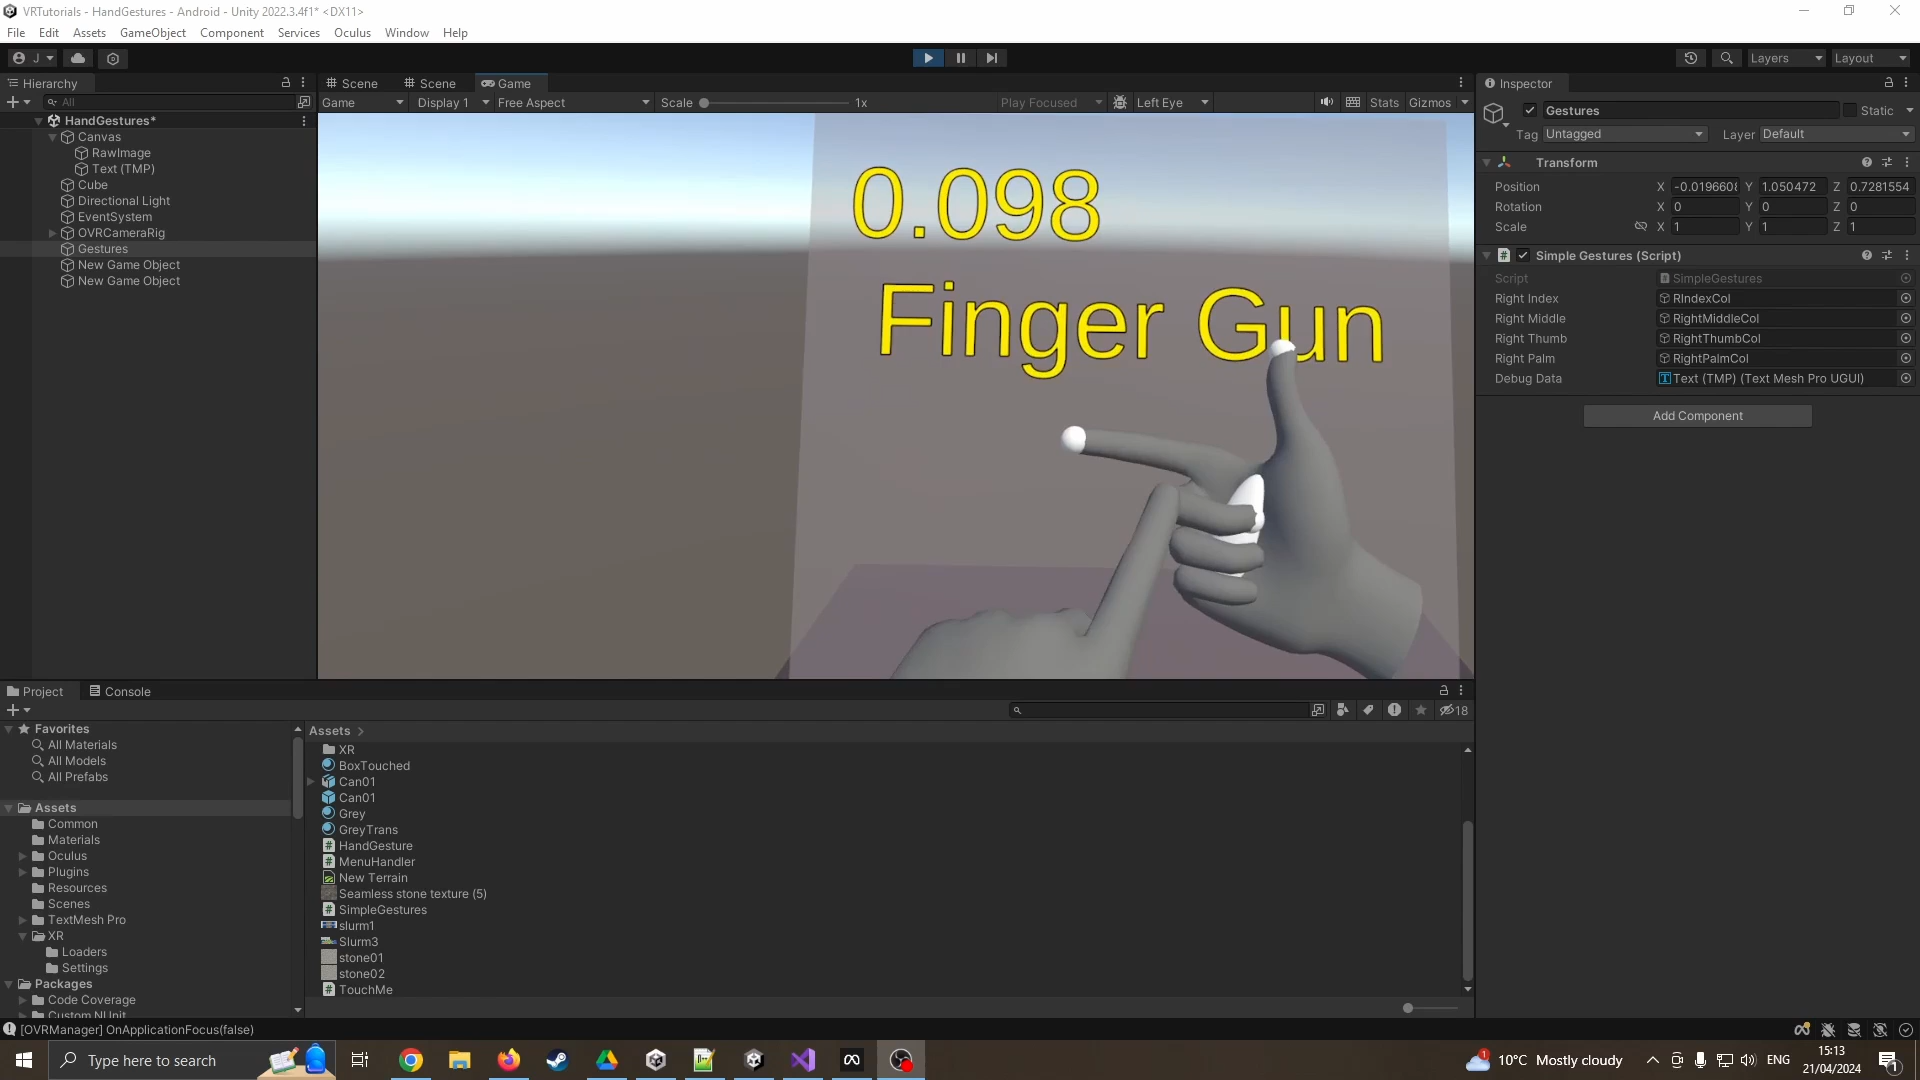 VRTutorials - HandGestures - Android - Unity 2022.3.4f1* <DX11>
File Edit Assets GameObject Component Services Oculus Window Help
J Layers Layout
Hierarchy Scene Scene Game Inspector
All Game Display 1 Free Aspect Scale 1x Play Focused Left Eye Stats Gizmos
Gestures Static
Tag Untagged Layer Default
HandGestures*
Canvas
RawImage
Text (TMP)
Cube
Directional Light
EventSystem
OVRCameraRig
Gestures
New Game Object
New Game Object
0.098
Finger Gun
Transform
Position X -0.0196608 Y 1.050472 Z 0.7281554
Rotation X 0 Y 0 Z 0
Scale X 1 Y 1 Z 1
Simple Gestures (Script)
Script SimpleGestures
Right Index RIndexCol
Right Middle RightMiddleCol
Right Thumb RightThumbCol
Right Palm RightPalmCol
Debug Data Text (TMP) (Text Mesh Pro UGUI)
Add Component
Project Console
18
Favorites
All Materials
All Models
All Prefabs
Assets
Common
Materials
Oculus
Plugins
Resources
Scenes
TextMesh Pro
XR
Loaders
Settings
Packages
Code Coverage
Custom NUnit
Assets
XR
BoxTouched
Can01
Can01
Grey
GreyTrans
HandGesture
MenuHandler
New Terrain
Seamless stone texture (5)
SimpleGestures
slurm1
Slurm3
stone01
stone02
TouchMe
[OVRManager] OnApplicationFocus(false)
Type here to search
1 10°C Mostly cloudy ENG 15:13
21/04/2024 1